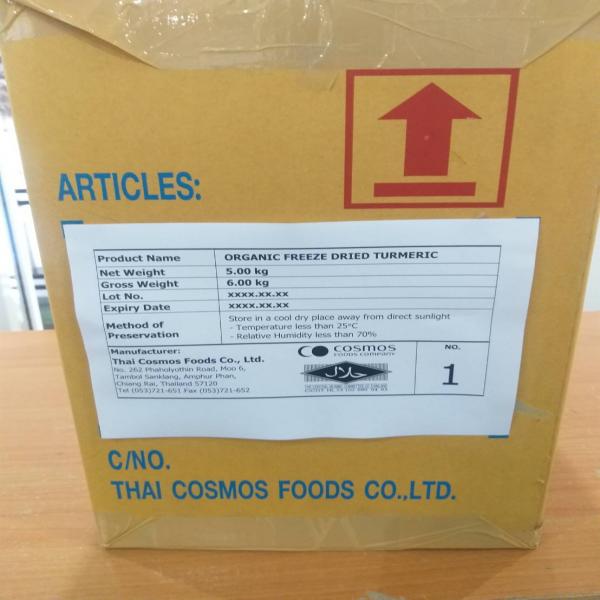 ARTICLES:
Product Name ORGANIC FREEZE DRIED TURMERIC
Net Weight 5.00 kg
Gross Weight 6.00 kg
Lot No. xxxx.xx.xx
Expiry Date xxxx.xx.xx
Method of Preservation Store in a cool dry place away from direct sunlight
- Temperature less than 25°C
- Relative Humidity less than 70%
Manufacturer:
Thai Cosmos Foods Co., Ltd.
No. 262 Phaholyothin Road, Moo 6,
Tambol Sanklang, Amphur Phan,
Chiang Rai, Thailand 57120
Tel (053)721-651 Fax (053)721-652
COSMOS
FOODS COMPANY
حلال
NO.
1
C/NO.
THAI COSMOS FOODS CO.,LTD.